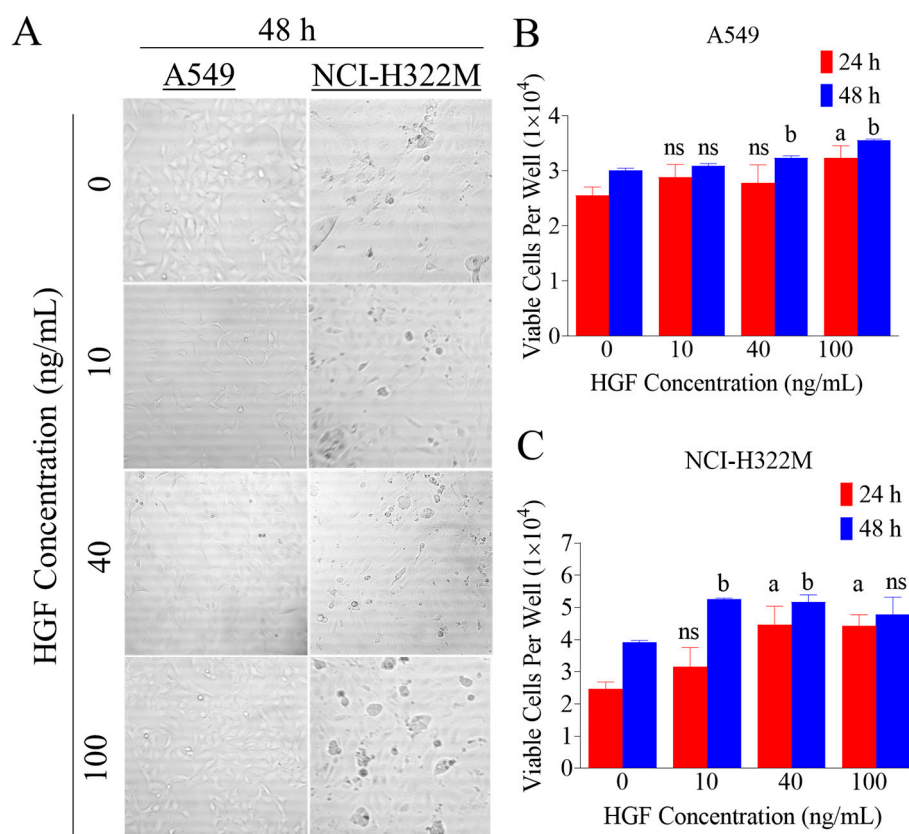 A
48 h
A549 NCI-H322M
HGF Concentration (ng/mL)
0
10
40
100
B
A549
24 h
48 h
Viable Cells Per Well (1×10⁴)
4
3
2
1
0
ns ns ns b a b
0 10 40 100
HGF Concentration (ng/mL)
C
NCI-H322M
24 h
48 h
Viable Cells Per Well (1×10⁴)
7
6
5
4
3
2
1
0
ns b a b a ns
0 10 40 100
HGF Concentration (ng/mL)